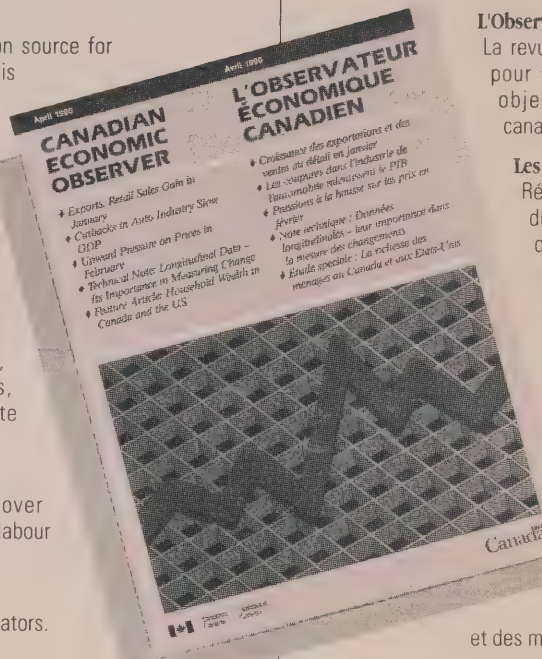 on source for
is
,
s,
te
over
labour
ators.
April 1990
CANADIAN
ECONOMIC
OBSERVER
♦ Exports, Retail Sales Gain in
January
♦ Cutbacks in Auto Industry Slow
GDP
♦ Upward Pressure on Prices in
February
♦ Technical Note: Longitudinal Data -
Its Importance in Measuring Change
♦ Feature Article: Household Wealth in
Canada and the U.S.
April 1990
L'OBSERVATEUR
ÉCONOMIQUE
CANADIEN
♦ Croissance des exportations et des
ventes au détail en janvier
♦ Les coupures dans l'industrie de
l'automobile ralentissent le PIB
♦ Pressions à la hausse sur les prix en
février
♦ Note technique : Données
longitudinales – leur importance dans
la mesure des changements
♦ Étude spéciale : La richesse des
ménages au Canada et aux États-Unis
Canada
L'Obser
La revu
pour
obje
cana
Les
Ré
d
c
et des m